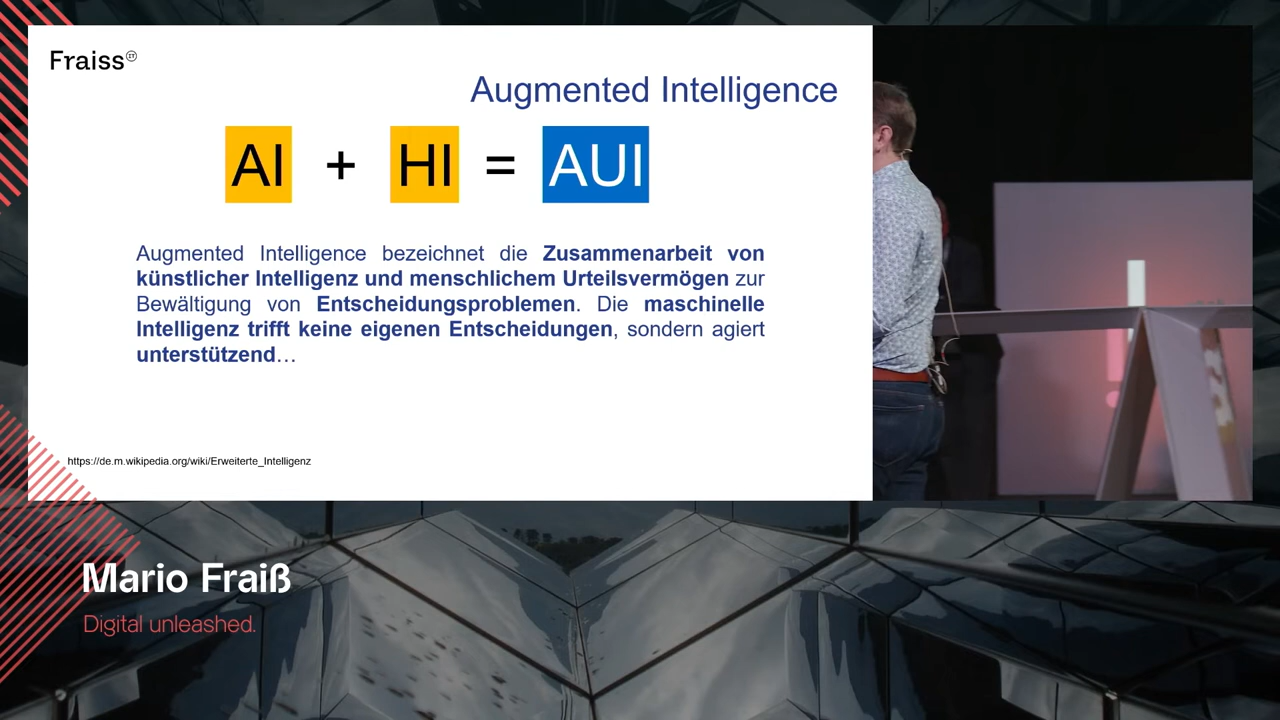 Fraiss
Augmented Intelligence
AI + HI = AUI
Augmented Intelligence bezeichnet die Zusammenarbeit von
künstlicher Intelligenz und menschlichem Urteilsvermögen zur
Bewältigung von Entscheidungsproblemen. Die maschinelle
Intelligenz trifft keine eigenen Entscheidungen, sondern agiert
unterstützend…
https://de.m.wikipedia.org/wiki/Erweiterte_Intelligenz
Mario Fraiß
Digital unleashed.